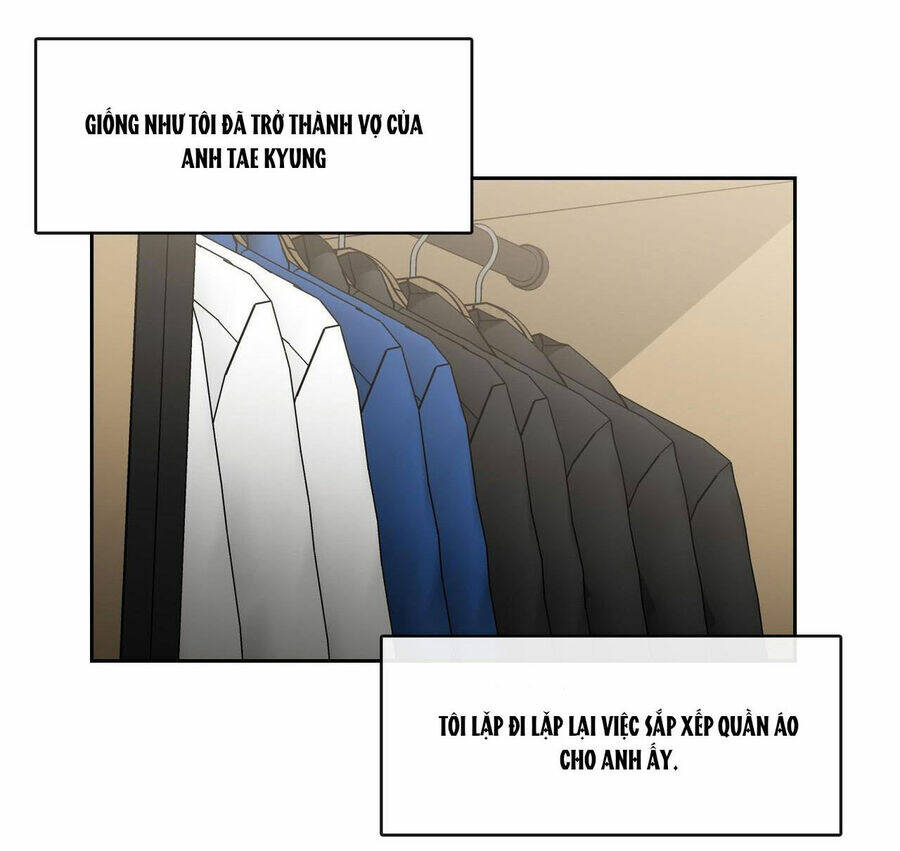 GIỐNG NHƯ TÔI ĐÃ TRỞ THÀNH VỢ CỦA
ANH TAE KYUNG
TÔI LẶP ĐI LẶP LẠI VIỆC SẮP XẾP QUẦN ÁO
CHO ANH ẤY.